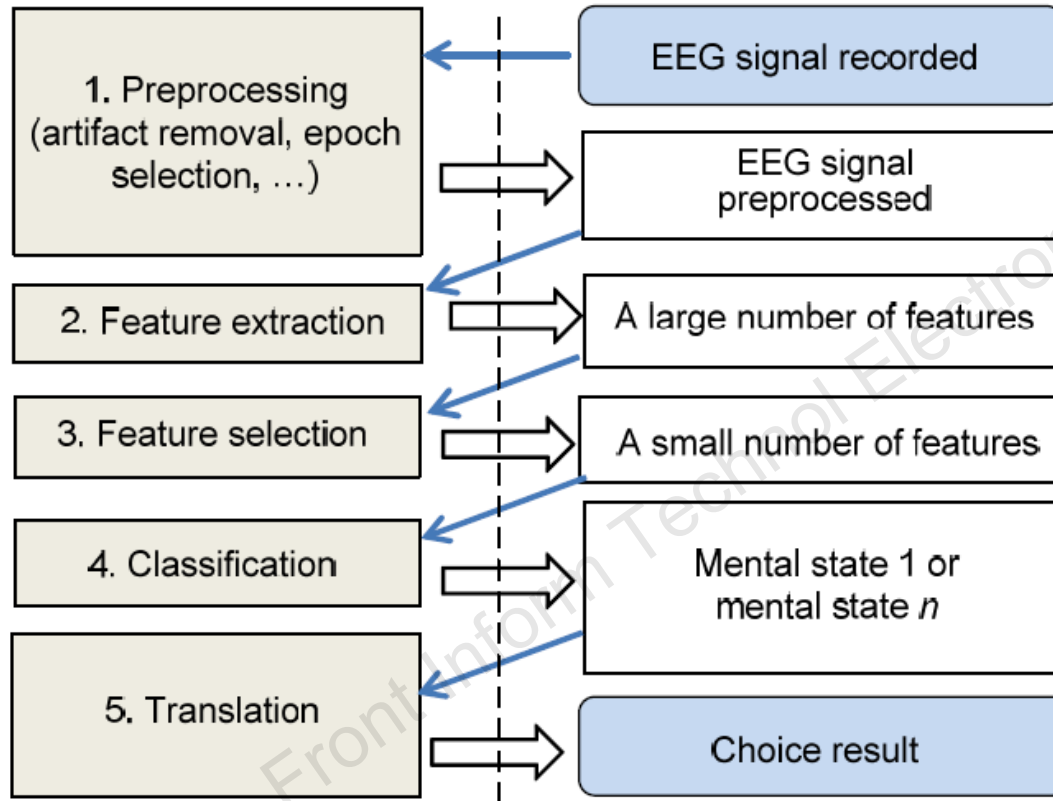 1. Preprocessing
(artifact removal, epoch
selection, ...)
EEG signal recorded
EEG signal
preprocessed
2. Feature extraction
A large number of features
3. Feature selection
A small number of features
4. Classification
Mental state 1 or
mental state n
5. Translation
Choice result
Front Inform Technol Electron